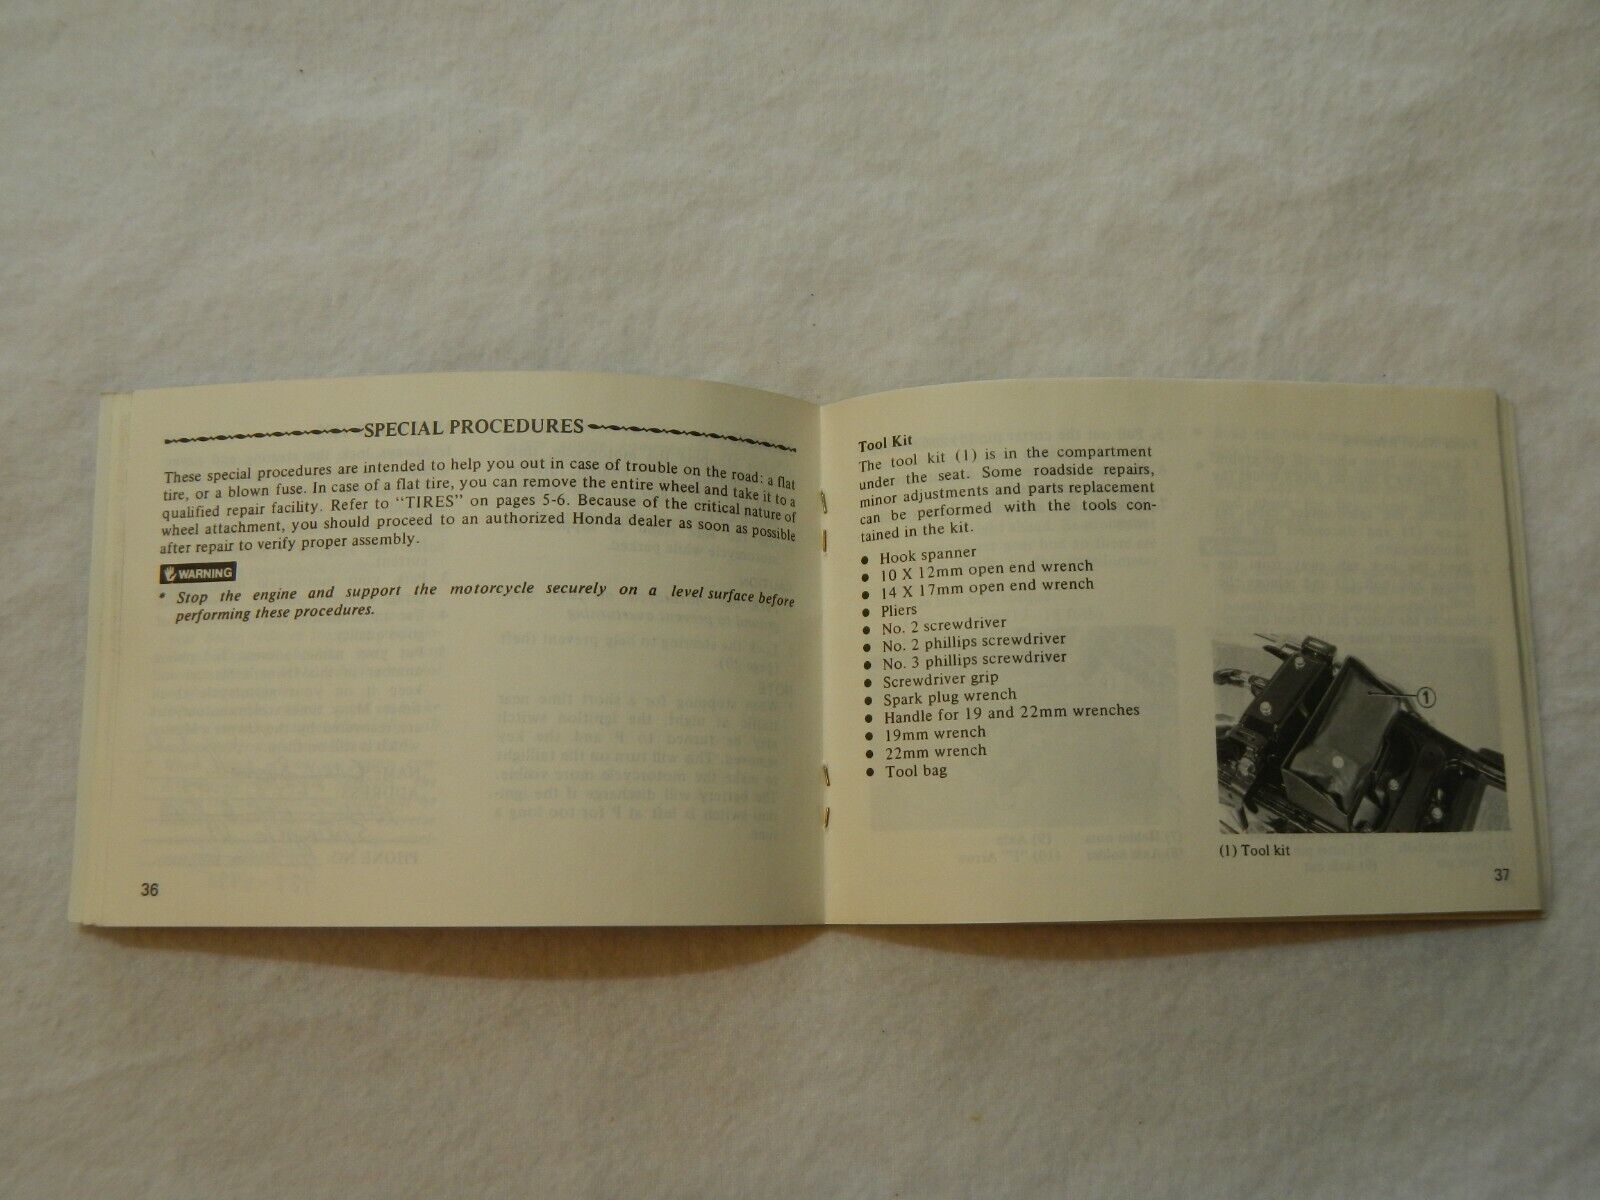 SPECIAL PROCEDURES
These special procedures are intended to help you out in case of trouble on the road: a flat
tire, or a blown fuse. In case of a flat tire, you can remove the entire wheel and take it to a
qualified repair facility. Refer to “TIRES” on pages 5-6. Because of the critical nature of
wheel attachment, you should proceed to an authorized Honda dealer as soon as possible
after repair to verify proper assembly.
WARNING
* Stop the engine and support the motorcycle securely on a level surface before
performing these procedures.
36
Tool Kit
The tool kit (1) is in the compartment
under the seat. Some roadside repairs,
minor adjustments and parts replacement
can be performed with the tools con-
tained in the kit.
● Hook spanner
● 10 X 12mm open end wrench
● 14 X 17mm open end wrench
● Pliers
● No. 2 screwdriver
● No. 2 phillips screwdriver
● No. 3 phillips screwdriver
● Screwdriver grip
● Spark plug wrench
● Handle for 19 and 22mm wrenches
● 19mm wrench
● 22mm wrench
● Tool bag
1
(1) Tool kit
37